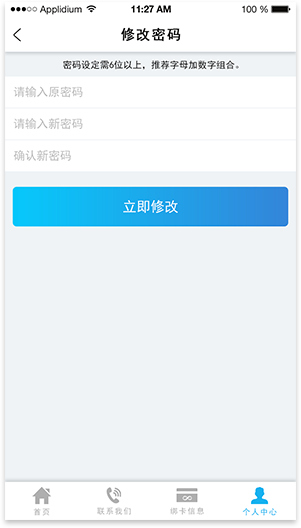 Applidium 11:27 AM 100 %
修改密码
密码设定需6位以上，推荐字母加数字组合。
请输入原密码
请输入新密码
确认新密码
立即修改
首页 联系我们 绑卡信息 个人中心